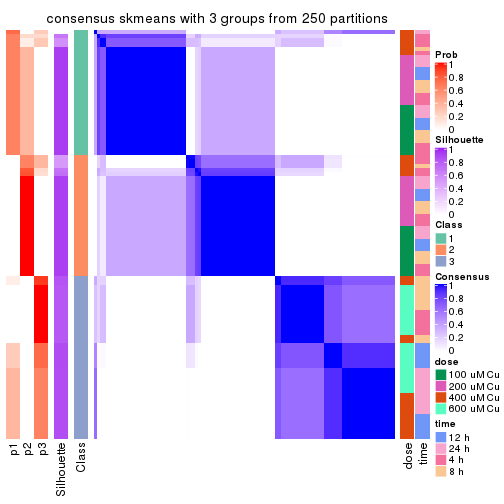 consensus skmeans with 3 groups from 250 partitions
Prob
1
0.8
0.6
0.4
0.2
0
Silhouette
1
0.8
0.6
0.4
0.2
0
Class
1
2
3
Consensus
1
0.8
0.6
0.4
0.2
0
dose
100 uM Cu
200 uM Cu
400 uM Cu
600 uM Cu
time
12 h
24 h
4 h
8 h
p1
p2
p3
Silhouette
Class
dose
time